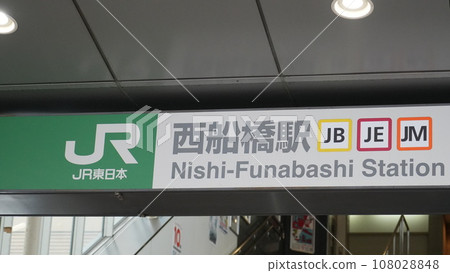 JR
JR東日本
西船橋駅 JB JE JM
Nishi-Funabashi Station
108028848